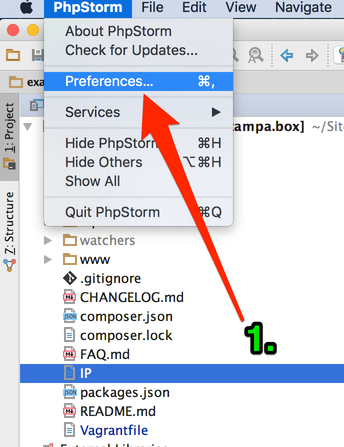 PhpStorm File Edit View Navig
About PhpStorm
Check for Updates...
Preferences... ⌘,
Services ▶
Hide PhpStorm ⌘H
Hide Others ⌥⌘H
Show All
Quit PhpStorm ⌘Q
exa
tampa.box] ~/Sit
1: Project
Z: Structure
watchers
www
.gitignore
CHANGELOG.md
composer.json
composer.lock
FAQ.md
IP
packages.json
README.md
Vagrantfile
1.